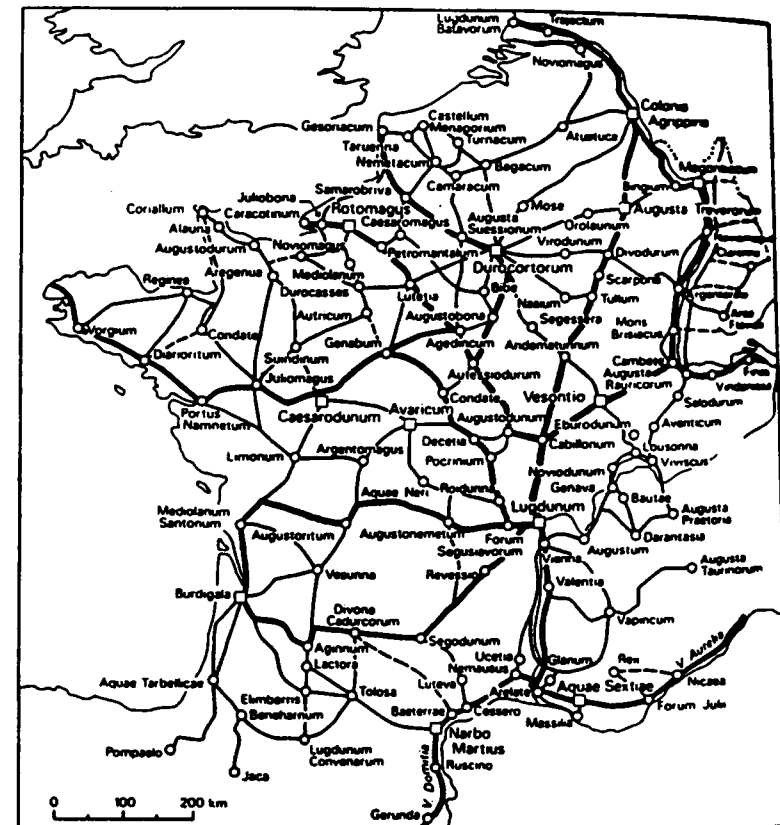 Lugdunum
Batavorum
Traiectum
Noviomagus
Colonia
Agrippina
Castellum
Menapiorum
Gesoriacum
Turnacum
Taruenna
Nemetacum
Bagacum
Atuatuca
Samarobriva
Camaracum
Bingium
Mose
Augusta
Treverorum
Coriallum
Juliobona
Caracotinum
Rotomagus
Caesaromagus
Augusta
Suessionum
Orolaunum
Alauna
Augustodurum
Noviomagus
Petromantalum
Virodunum
Divodurum
Durocortorum
Aregenua
Mediolanum
Scarpona
Reginea
Durocasses
Lutetia
Nasium
Tullum
Autricum
Augustobona
Segessera
Mons
Brisiacus
Vorgium
Condate
Genabum
Agedincum
Andematunnum
Diarioritum
Suindinum
Cambete
Augusta
Rauricorum
Juliomagus
Autessiodurum
Vesontio
Vindonissa
Condate
Salodurum
Portus
Namnetum
Caesarodunum
Avaricum
Augustodunum
Eburodunum
Aventicum
Decetia
Cabillonum
Lousonna
Limonum
Argentomagus
Pocrinium
Noviodunum
Viviscus
Genava
Aquae Neri
Roidunna
Bautae
Mediolanum
Santonum
Lugdunum
Augusta
Praetoria
Augustoritum
Augustonemetum
Forum
Segusiavorum
Darantasia
Augustum
Vienna
Vesunna
Revessio
Augusta
Taurinorum
Valentia
Burdigala
Divona
Cadurcorum
Vapincum
Segodunum
Aginnum
Ucetia
Glanum
Lactora
Nemausus
Reii
V. Aurelia
Aquae Tarbellicae
Luteva
Arelate
Aquae Sextiae
Nicaea
Elimberris
Tolosa
Beneharnum
Baeterrae
Cessero
Massilia
Forum Julii
Pompaelo
Lugdunum
Convenarum
Narbo
Martius
Jaca
Ruscino
V. Domitia
0 100 200 km
Gerunda